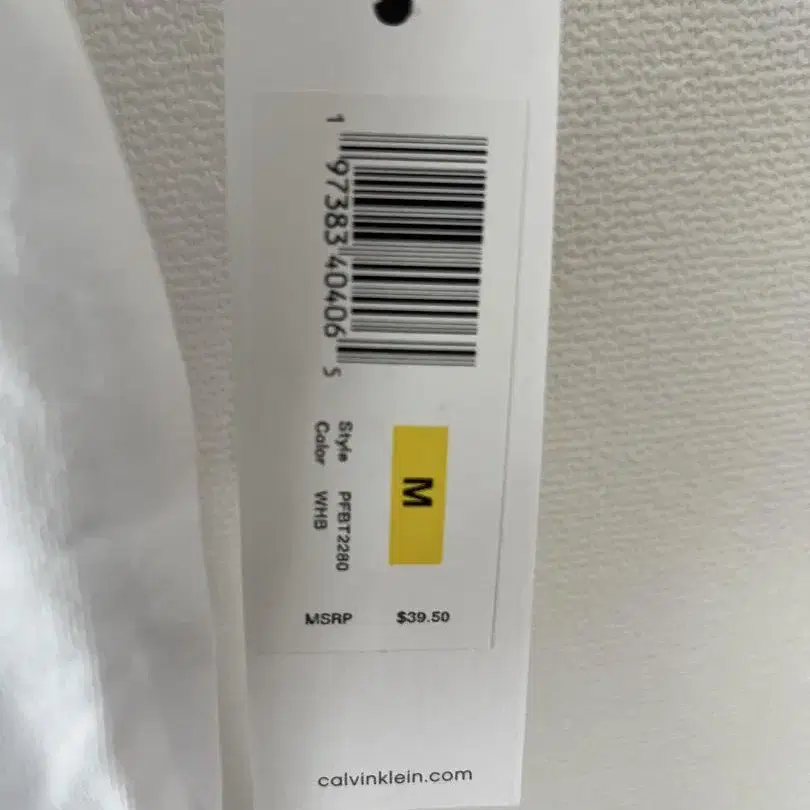 1 97383 40406 5
M
Style PFBT2280
Color WHB
MSRP $39.50
calvinklein.com